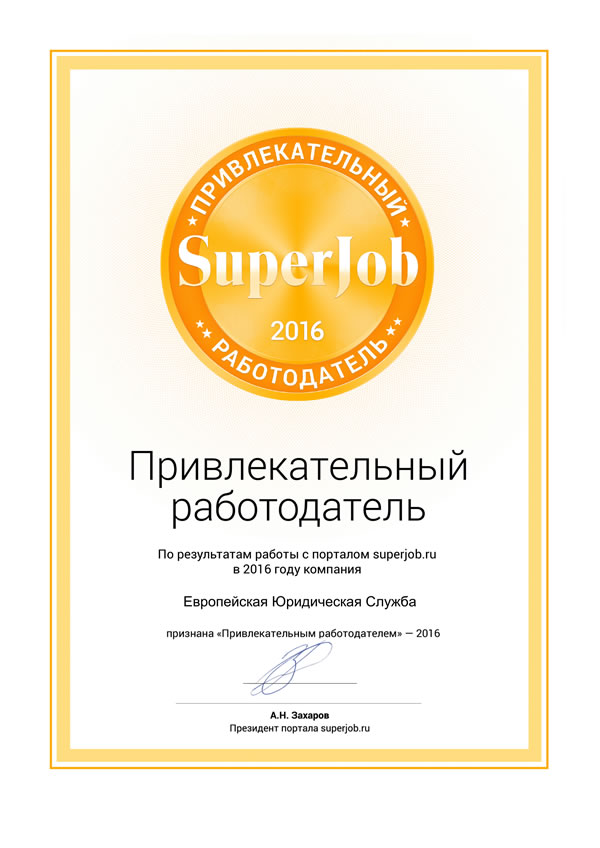 ПРИВЛЕКАТЕЛЬНЫЙ
SuperJob
2016
РАБОТОДАТЕЛЬ
Привлекательный
работодатель
По результатам работы с порталом superjob.ru
в 2016 году компания
Европейская Юридическая Служба
признана «Привлекательным работодателем» — 2016
А.Н. Захаров
Президент портала superjob.ru